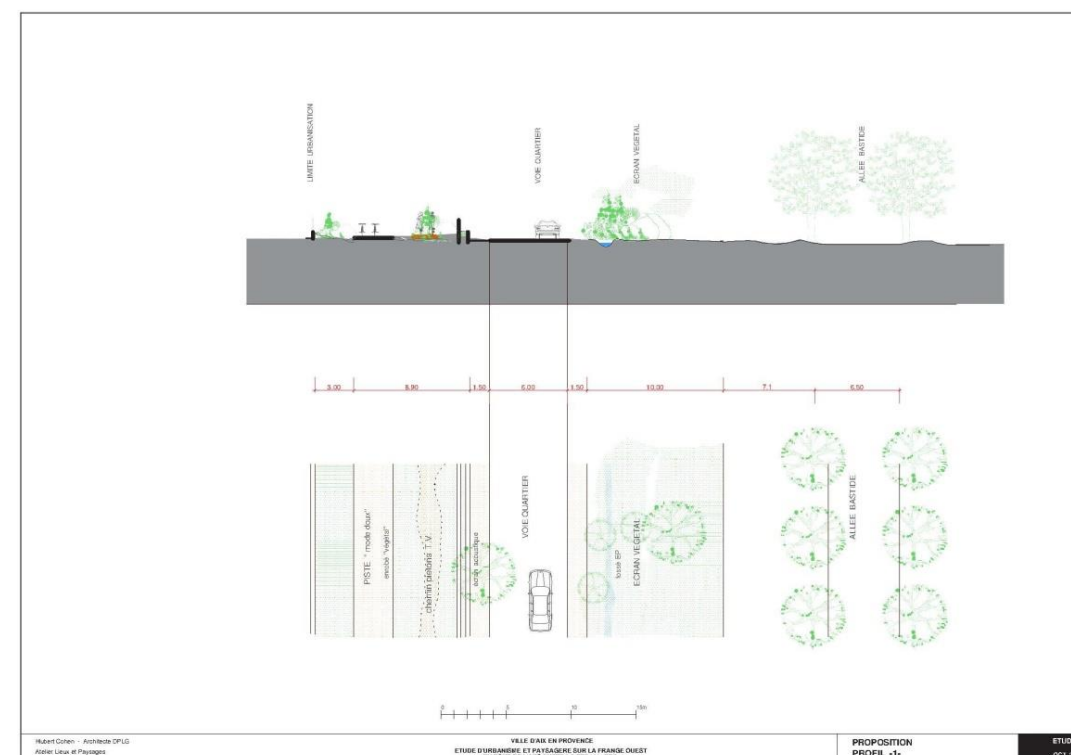 LIMITE URBANISATION
VOIE QUARTIER
ECRAN VEGETAL
ALLEE BASTIDE
3.00
8.90
1.50
6.00
1.50
10.00
7.1
6.50
PISTE " mode doux"
enrobé "végétal"
chemin piétons T.V.
écran acoustique
VOIE QUARTIER
fossé EP
ECRAN VEGETAL
ALLEE BASTIDE
0
5
10
15m
Hubert Cohen - Architecte DPLG
Atelier Lieux et Paysages
VILLE D'AIX EN PROVENCE
ETUDE D'URBANISME ET PAYSAGERE SUR LA FRANGE OUEST
PROPOSITION
PROFIL -1-
ETUD